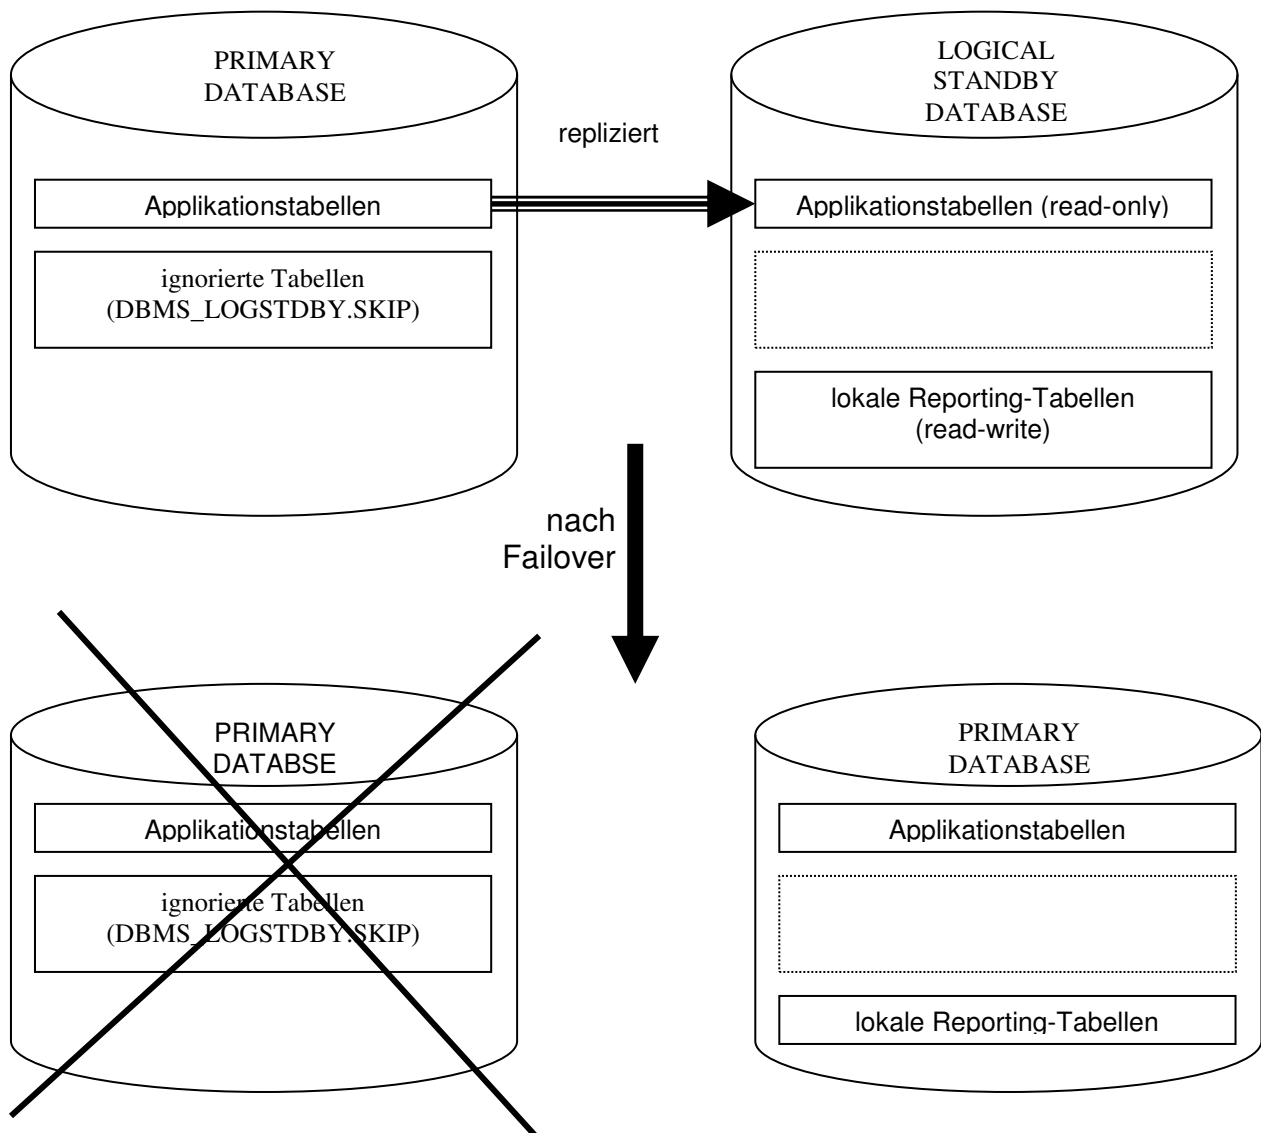 PRIMARY
DATABASE
LOGICAL
STANDBY
DATABASE
repliziert
Applikationstabellen
Applikationstabellen (read-only)
ignorierte Tabellen
(DBMS_LOGSTDBY.SKIP)
lokale Reporting-Tabellen
(read-write)
nach
Failover
PRIMARY
DATABSE
PRIMARY
DATABASE
Applikationstabellen
Applikationstabellen
ignorierte Tabellen
(DBMS_LOGSTDBY.SKIP)
lokale Reporting-Tabellen